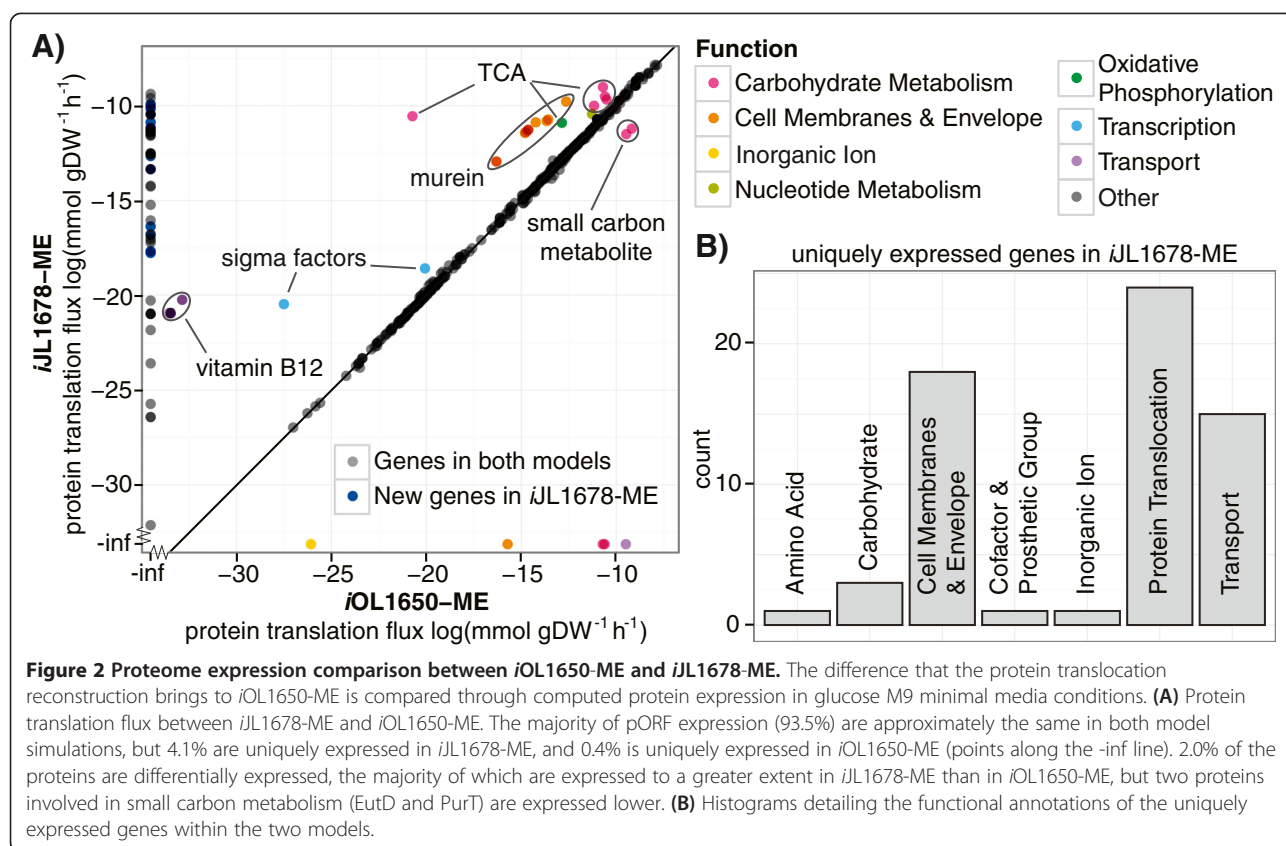 A)
iJL1678–ME
protein translation flux log(mmol gDW⁻¹ h⁻¹)
−10
−15
−20
−25
−30
-inf
TCA
murein
small carbon
metabolite
sigma factors
vitamin B12
Genes in both models
New genes in iJL1678-ME
-inf
−30
−25
−20
−15
−10
iOL1650–ME
protein translation flux log(mmol gDW⁻¹ h⁻¹)
Function
Carbohydrate Metabolism
Cell Membranes & Envelope
Inorganic Ion
Nucleotide Metabolism
Oxidative
Phosphorylation
Transcription
Transport
Other
B)
uniquely expressed genes in iJL1678-ME
count
20
10
0
Amino Acid
Carbohydrate
Cell Membranes
& Envelope
Cofactor &
Prosthetic Group
Inorganic Ion
Protein Translocation
Transport
Figure 2 Proteome expression comparison between iOL1650-ME and iJL1678-ME. The difference that the protein translocation
reconstruction brings to iOL1650-ME is compared through computed protein expression in glucose M9 minimal media conditions. (A) Protein
translation flux between iJL1678-ME and iOL1650-ME. The majority of pORF expression (93.5%) are approximately the same in both model
simulations, but 4.1% are uniquely expressed in iJL1678-ME, and 0.4% is uniquely expressed in iOL1650-ME (points along the -inf line). 2.0% of the
proteins are differentially expressed, the majority of which are expressed to a greater extent in iJL1678-ME than in iOL1650-ME, but two proteins
involved in small carbon metabolism (EutD and PurT) are expressed lower. (B) Histograms detailing the functional annotations of the uniquely
expressed genes within the two models.